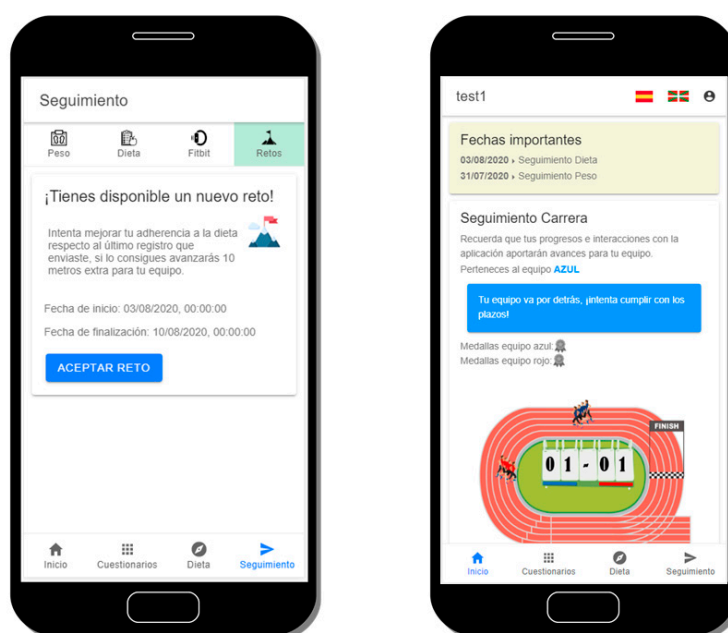 Seguimiento
Peso Dieta Fitbit Retos
¡Tienes disponible un nuevo reto!
Intenta mejorar tu adherencia a la dieta
respecto al último registro que
enviaste, si lo consigues avanzarás 10
metros extra para tu equipo.
Fecha de inicio: 03/08/2020, 00:00:00
Fecha de finalización: 10/08/2020, 00:00:00
ACEPTAR RETO
Inicio Cuestionarios Dieta Seguimiento
test1
Fechas importantes
03/08/2020 › Seguimiento Dieta
31/07/2020 › Seguimiento Peso
Seguimiento Carrera
Recuerda que tus progresos e interacciones con la
aplicación aportarán avances para tu equipo.
Perteneces al equipo AZUL
Tu equipo va por detrás, ¡intenta cumplir con los
plazos!
Medallas equipo azul:
Medallas equipo rojo:
FINISH
01-01
Inicio Cuestionarios Dieta Seguimiento